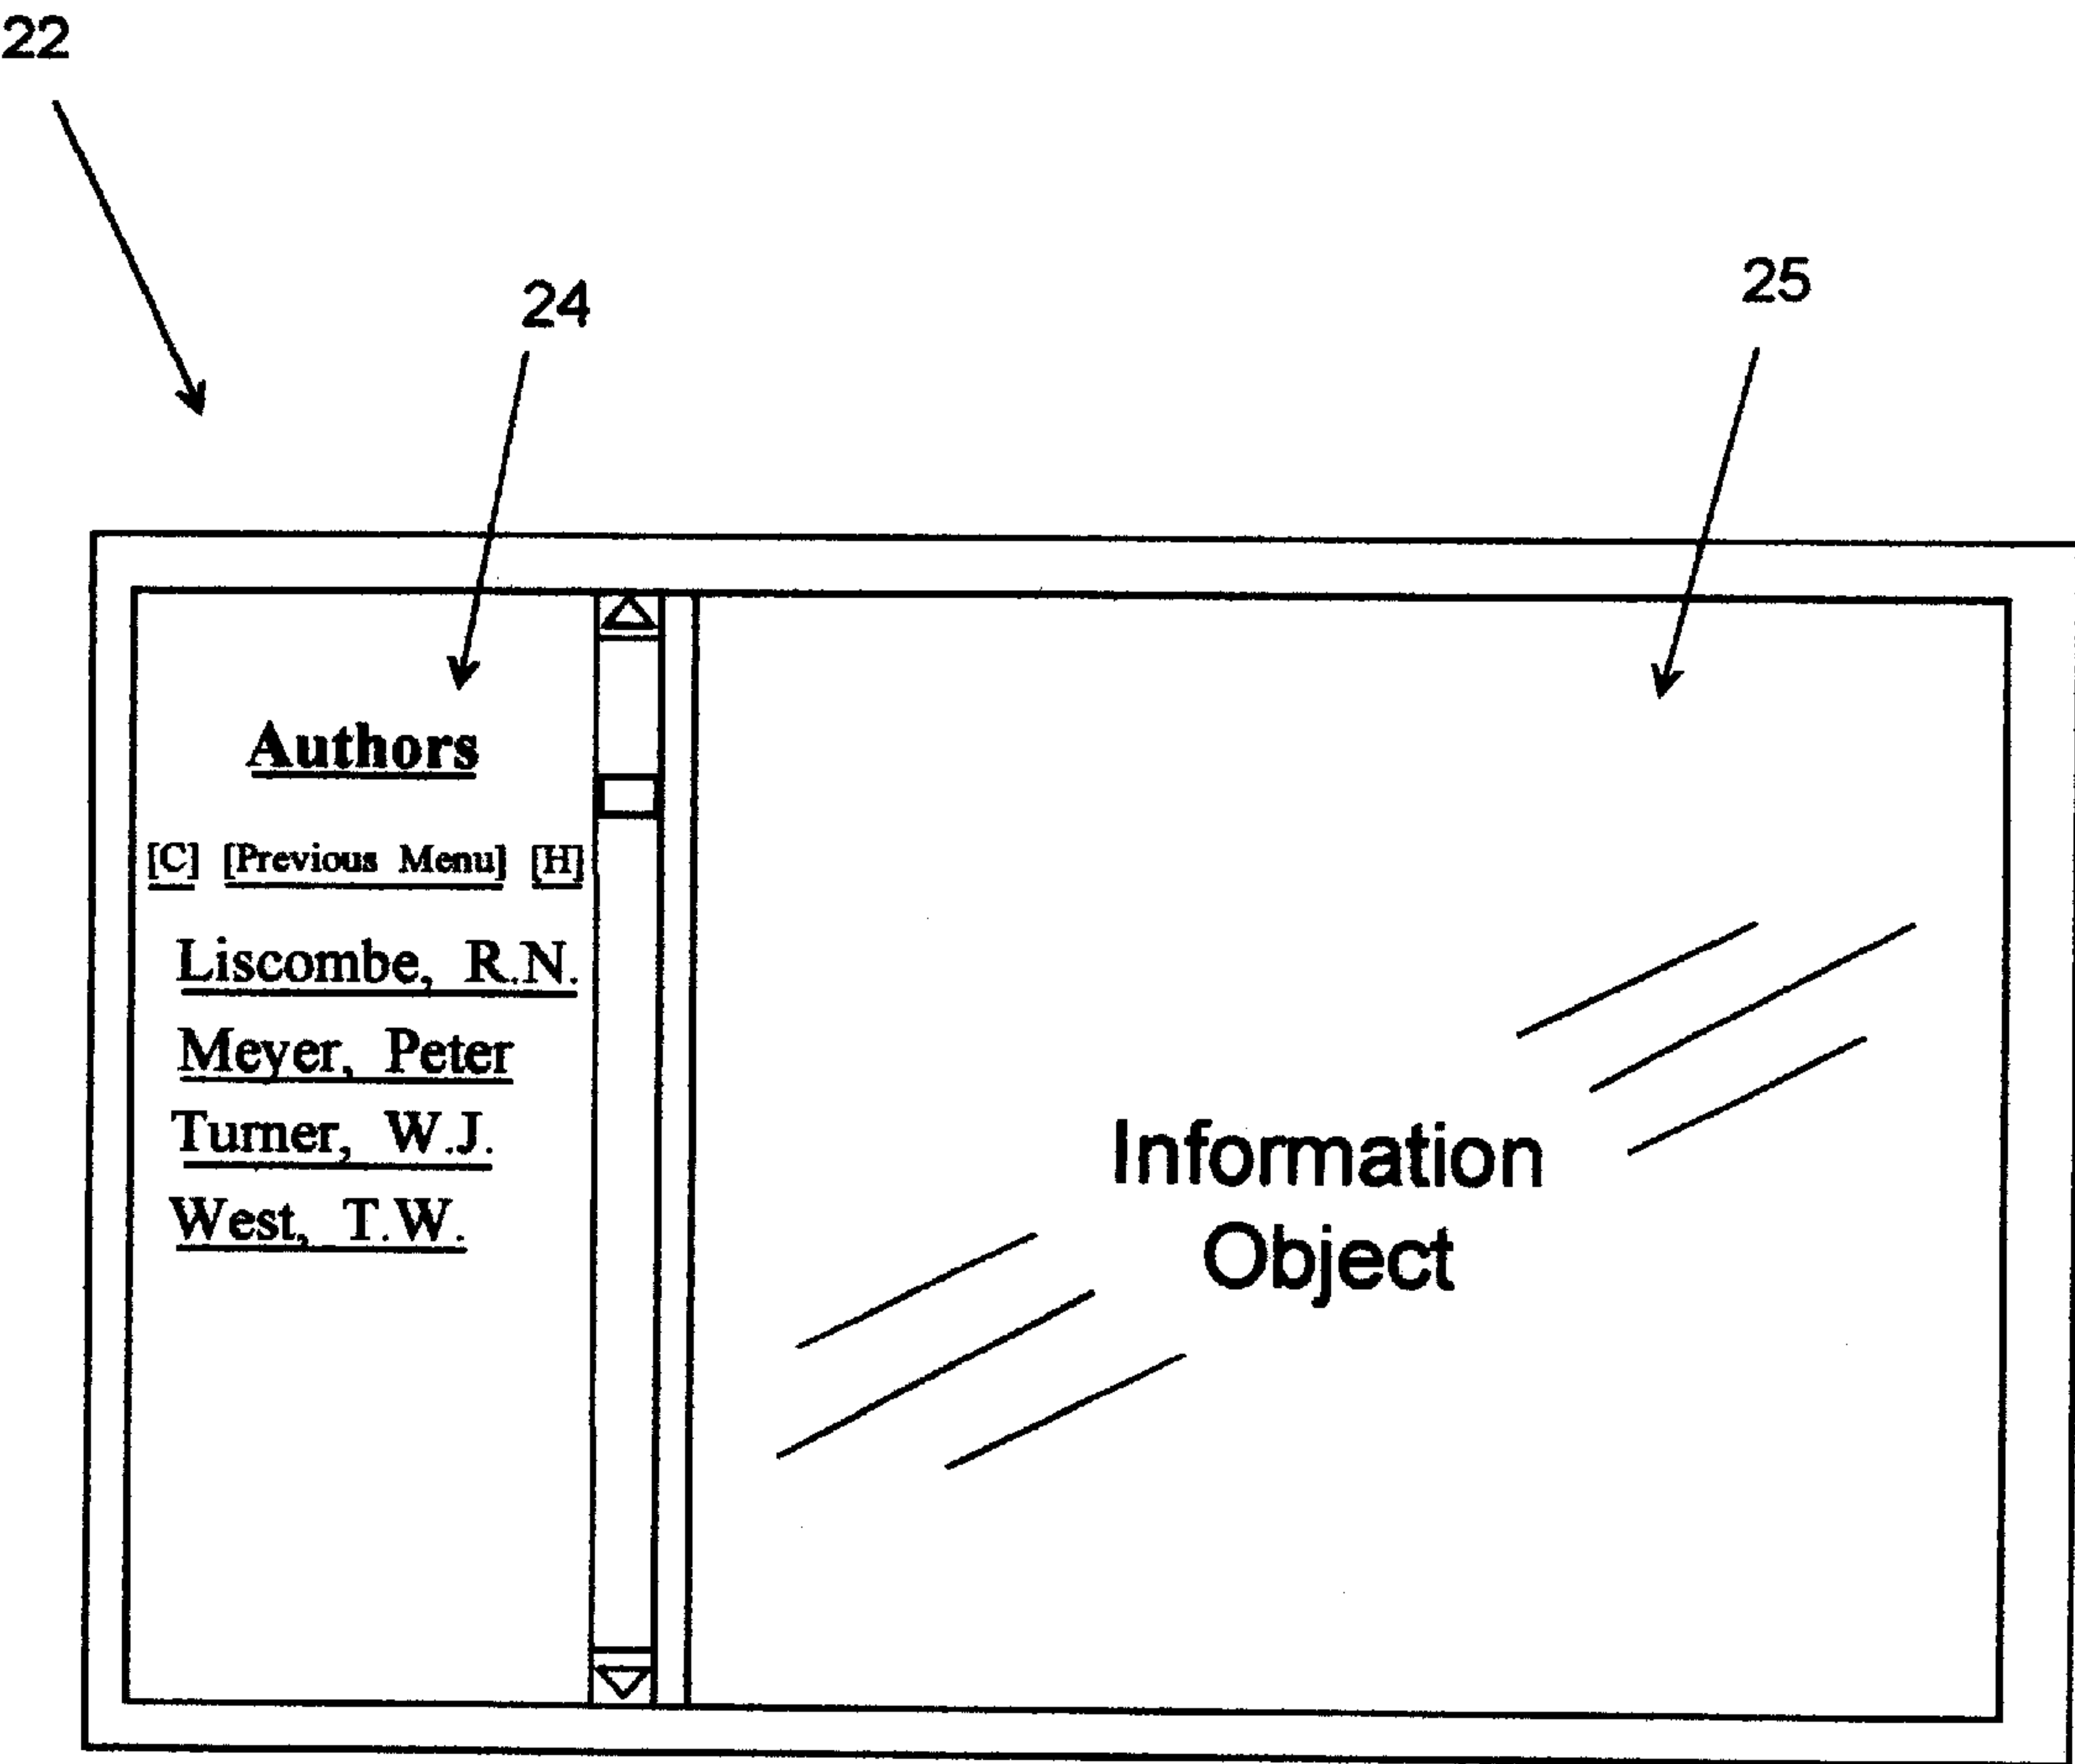 22
24
25
Authors
[C] [Previous Menu] [H]
Liscombe, R.N.
Meyer, Peter
Turner, W.J.
West, T.W.
Information
Object